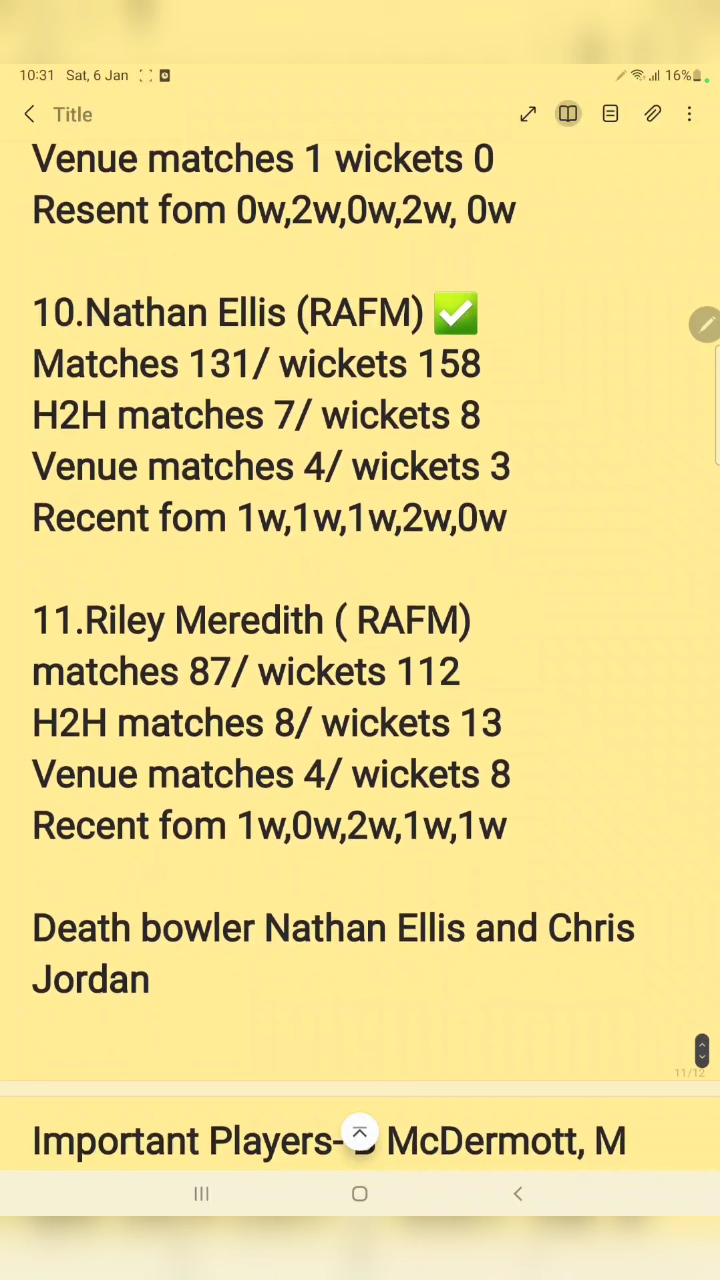 10:31 Sat, 6 Jan 16%
Title
Venue matches 1 wickets 0
Resent fom 0w,2w,0w,2w, 0w
10.Nathan Ellis (RAFM) ✅
Matches 131/ wickets 158
H2H matches 7/ wickets 8
Venue matches 4/ wickets 3
Recent fom 1w,1w,1w,2w,0w
11.Riley Meredith ( RAFM)
matches 87/ wickets 112
H2H matches 8/ wickets 13
Venue matches 4/ wickets 8
Recent fom 1w,0w,2w,1w,1w
Death bowler Nathan Ellis and Chris
Jordan
11/12
Important Players- McDermott, M